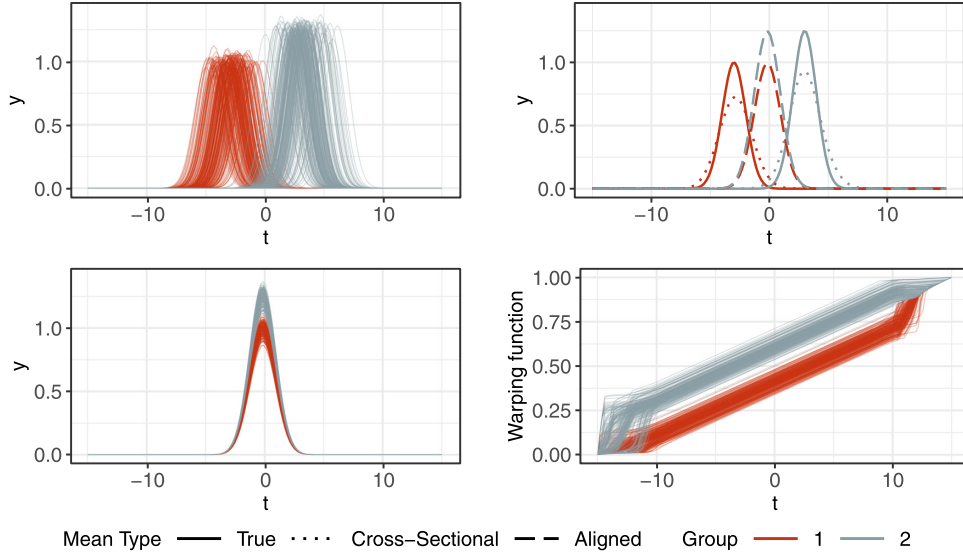 y
1.0
0.5
0.0
−10 0 10
t
y
1.0
0.5
0.0
−10 0 10
t
y
1.0
0.5
0.0
−10 0 10
t
Warping function
1.00
0.75
0.50
0.25
0.00
−10 0 10
t
Mean Type True Cross−Sectional Aligned Group 1 2